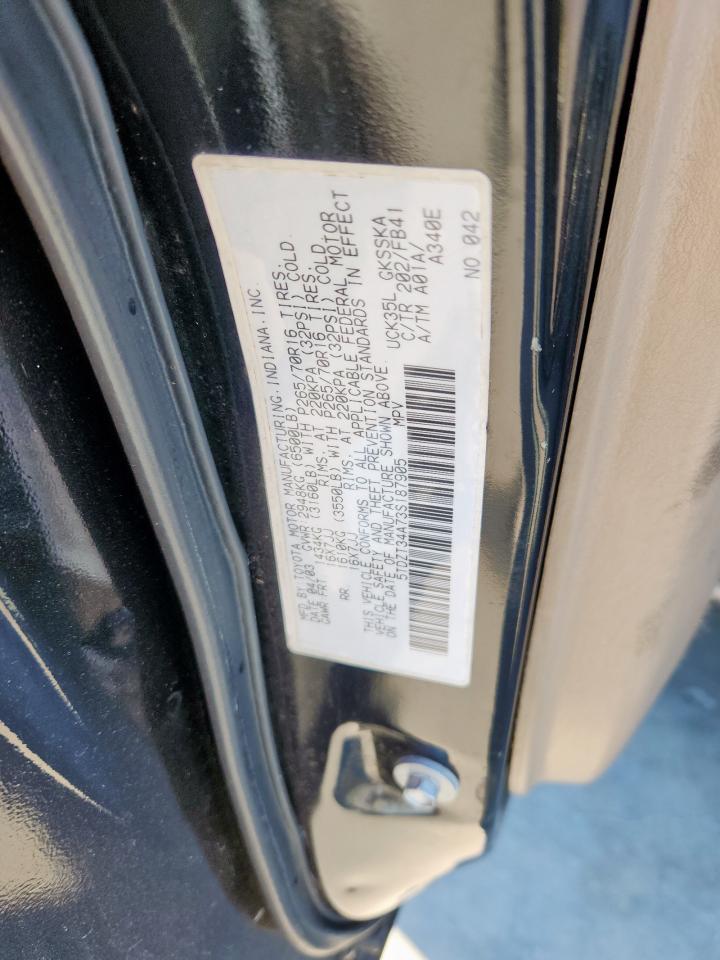 MFD. BY TOYOTA MOTOR MANUFACTURING, INDIANA, INC.
DATE 04/03 GVWR 2948KG (6500LB)
GAWR FRT 1434KG (3160LB) WITH P265/70R16 TIRES.
16X7JJ RIMS, AT 220KPA (32PSI) COLD.
RR 1610KG (3550LB) WITH P265/70R16 TIRES.
16X7JJ RIMS, AT 220KPA (32PSI) COLD.
THIS VEHICLE CONFORMS TO ALL APPLICABLE FEDERAL MOTOR
VEHICLE SAFETY AND THEFT PREVENTION STANDARDS IN EFFECT
ON THE DATE OF MANUFACTURE SHOWN ABOVE.
5TDZT34A73S187905 MPV
UCK35L GKSSKA
C/TR 202/FB41
A/TM A01A/
A340E
NO 042